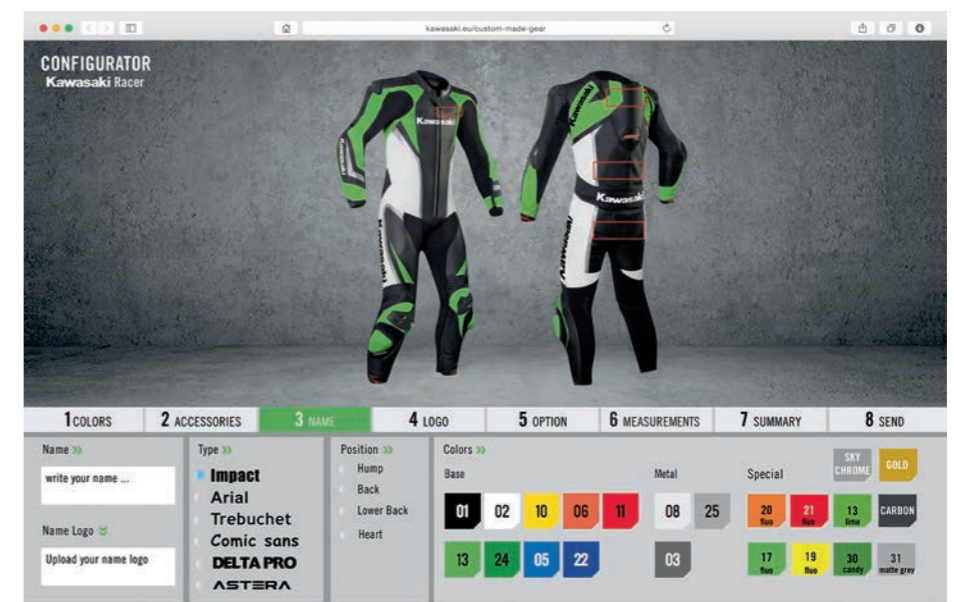 kawasaki.eu/custom-made-gear
CONFIGURATOR
Kawasaki Racer
Kawasaki
Kawasaki
Kawasaki
Kawasaki
Kawasaki
Kawasaki
Kawasaki
1 COLORS
2 ACCESSORIES
3 NAME
4 LOGO
5 OPTION
6 MEASUREMENTS
7 SUMMARY
8 SEND
Name »
write your name ...
Name Logo
Upload your name logo
Type »
Impact
Arial
Trebuchet
Comic sans
DELTA PRO
ASTERA
Position »
Hump
Back
Lower Back
Heart
Colors »
Base
01 02 10 06 11
13 24 05 22
Metal
08 25
03
Special
SKY CHROME
GOLD
20 fluo
21 fluo
13 lime
CARBON
17 fluo
19 fluo
30 candy
31 matte grey